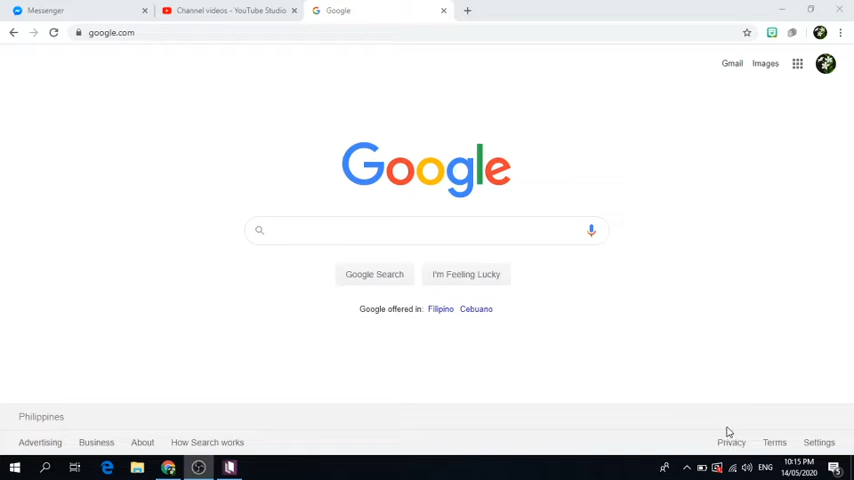 Messenger
Channel videos - YouTube Studio
Google
google.com
Gmail
Images
Google
Google Search
I'm Feeling Lucky
Google offered in: Filipino Cebuano
Philippines
Advertising Business About How Search works
Privacy Terms Settings
ENG
10:15 PM
14/05/2020